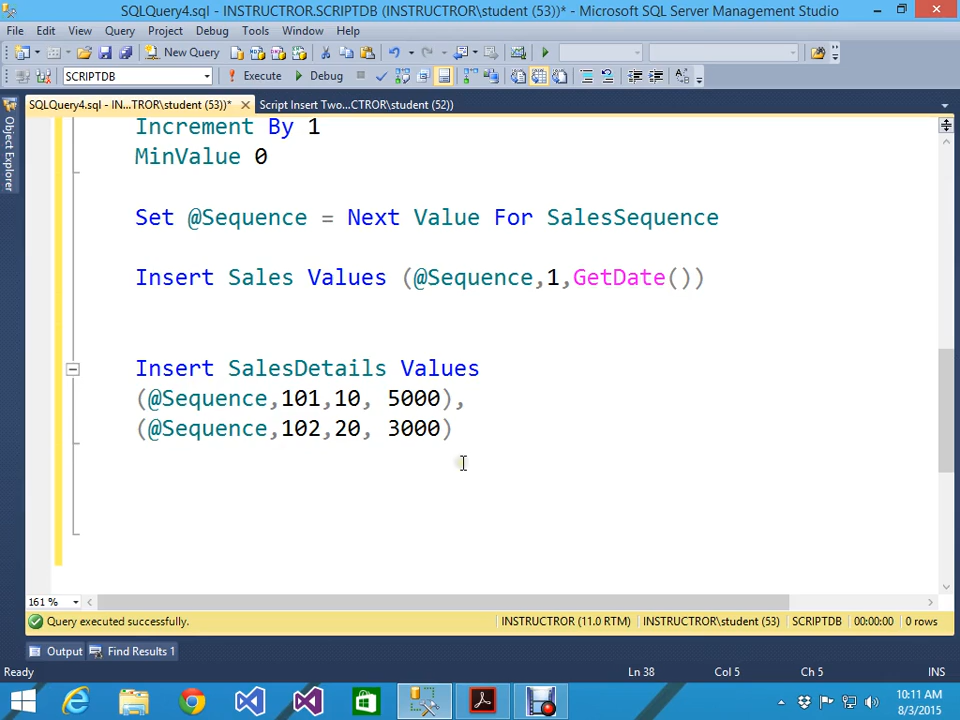 SQLQuery4.sql - INSTRUCTROR.SCRIPTDB (INSTRUCTROR\student (53))* - Microsoft SQL Server Management Studio
File Edit View Query Project Debug Tools Window Help
New Query
SCRIPTDB Execute Debug
SQLQuery4.sql - IN...TROR\student (53))* Script Insert Two...CTROR\student (52))
Object Explorer
Increment By 1
MinValue 0
Set @Sequence = Next Value For SalesSequence
Insert Sales Values (@Sequence,1,GetDate())
Insert SalesDetails Values
(@Sequence,101,10, 5000),
(@Sequence,102,20, 3000)
161 %
Query executed successfully. INSTRUCTROR (11.0 RTM) INSTRUCTROR\student (53) SCRIPTDB 00:00:00 0 rows
Output Find Results 1
Ready Ln 38 Col 5 Ch 5 INS
10:11 AM
8/3/2015